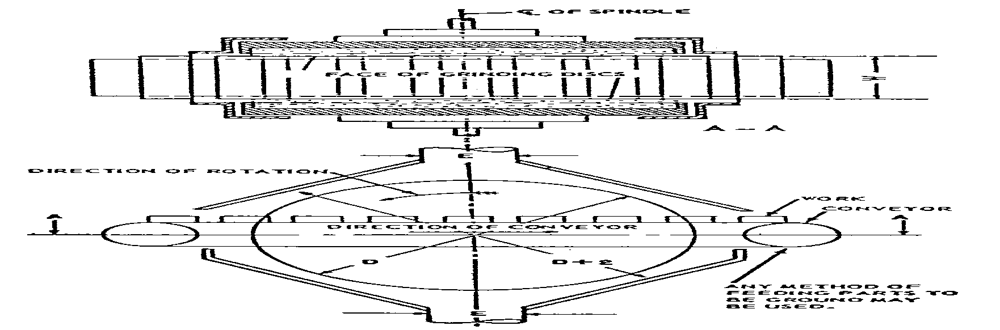 ℄ OF SPINDLE
FACE OF GRINDING DISCS
W
A – A
E
DIRECTION OF ROTATION
WORK
CONVEYOR
A
A
DIRECTION OF CONVEYOR
D
D + 2
ANY METHOD OF
FEEDING PARTS TO
BE GROUND MAY
BE USED.
E